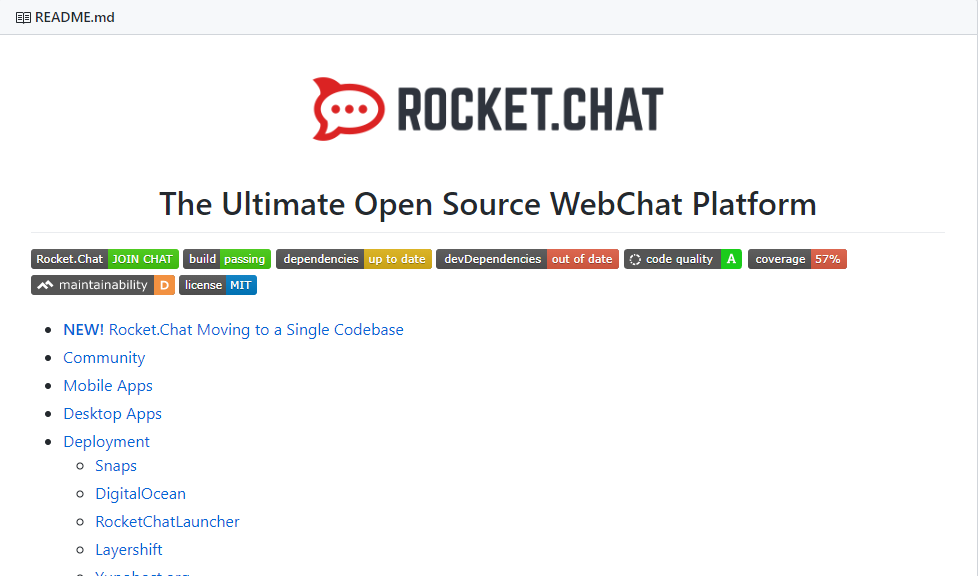 README.md
ROCKET.CHAT
The Ultimate Open Source WebChat Platform
Rocket.Chat JOIN CHAT build passing dependencies up to date devDependencies out of date code quality A coverage 57%
maintainability D license MIT
NEW! Rocket.Chat Moving to a Single Codebase
Community
Mobile Apps
Desktop Apps
Deployment
Snaps
DigitalOcean
RocketChatLauncher
Layershift